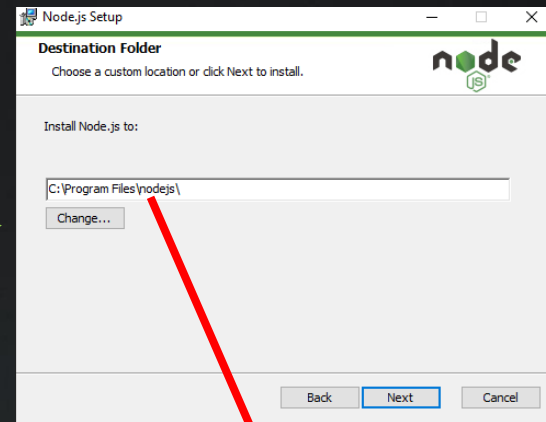 Node.js Setup
Destination Folder
Choose a custom location or click Next to install.
node
JS
Install Node.js to:
C:\Program Files\nodejs\
Change...
Back Next Cancel